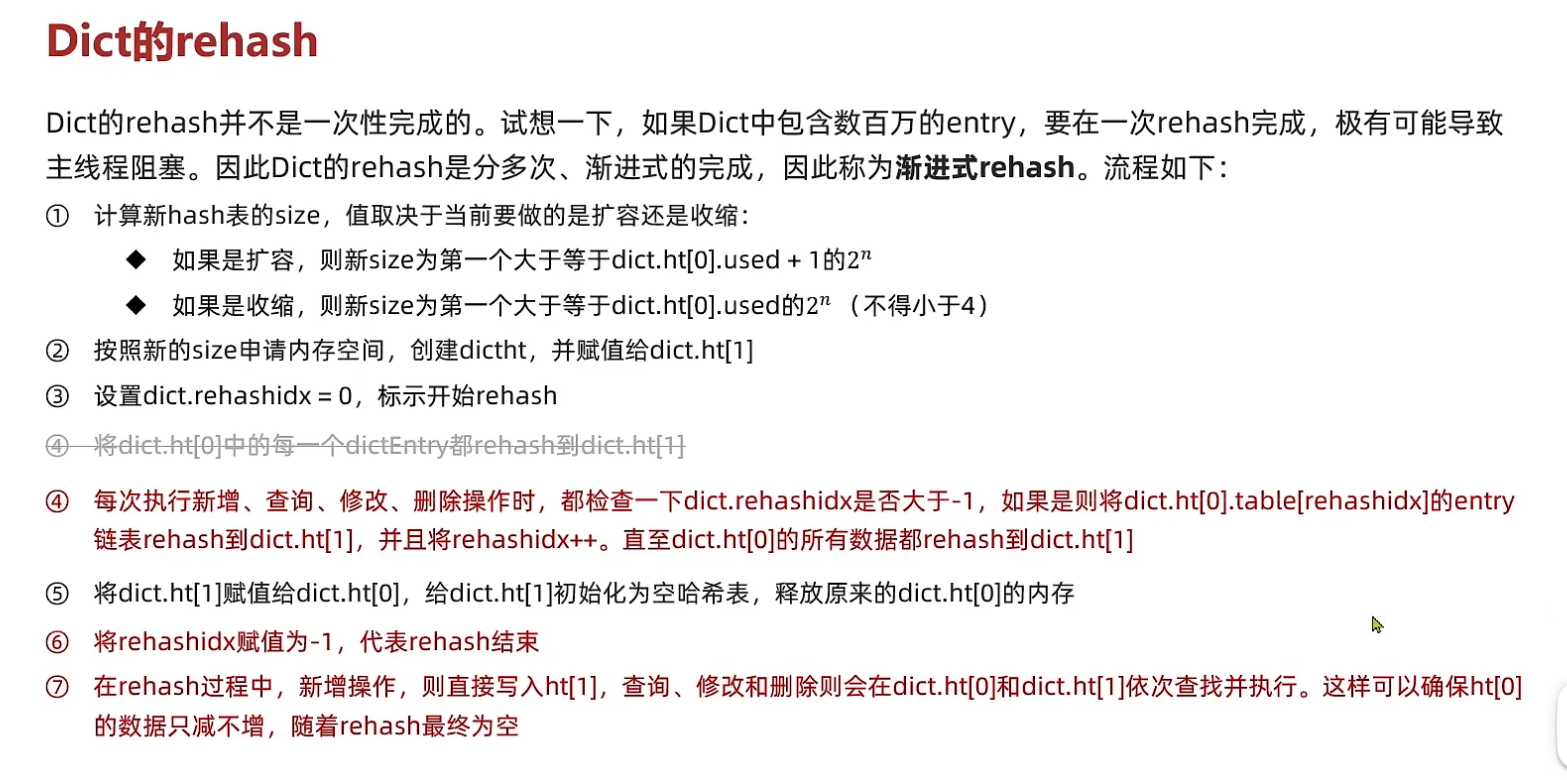 Dict的rehash
Dict的rehash并不是一次性完成的。试想一下，如果Dict中包含数百万的entry，要在一次rehash完成，极有可能导致
主线程阻塞。因此Dict的rehash是分多次、渐进式的完成，因此称为渐进式rehash。流程如下：
① 计算新hash表的size，值取决于当前要做的是扩容还是收缩：
◆ 如果是扩容，则新size为第一个大于等于dict.ht[0].used + 1的2ⁿ
◆ 如果是收缩，则新size为第一个大于等于dict.ht[0].used的2ⁿ （不得小于4）
② 按照新的size申请内存空间，创建dictht，并赋值给dict.ht[1]
③ 设置dict.rehashidx = 0，标示开始rehash
④ 将dict.ht[0]中的每一个dictEntry都rehash到dict.ht[1]
④ 每次执行新增、查询、修改、删除操作时，都检查一下dict.rehashidx是否大于-1，如果是则将dict.ht[0].table[rehashidx]的entry
链表rehash到dict.ht[1]，并且将rehashidx++。直至dict.ht[0]的所有数据都rehash到dict.ht[1]
⑤ 将dict.ht[1]赋值给dict.ht[0]，给dict.ht[1]初始化为空哈希表，释放原来的dict.ht[0]的内存
⑥ 将rehashidx赋值为-1，代表rehash结束
⑦ 在rehash过程中，新增操作，则直接写入ht[1]，查询、修改和删除则会在dict.ht[0]和dict.ht[1]依次查找并执行。这样可以确保ht[0]
的数据只减不增，随着rehash最终为空